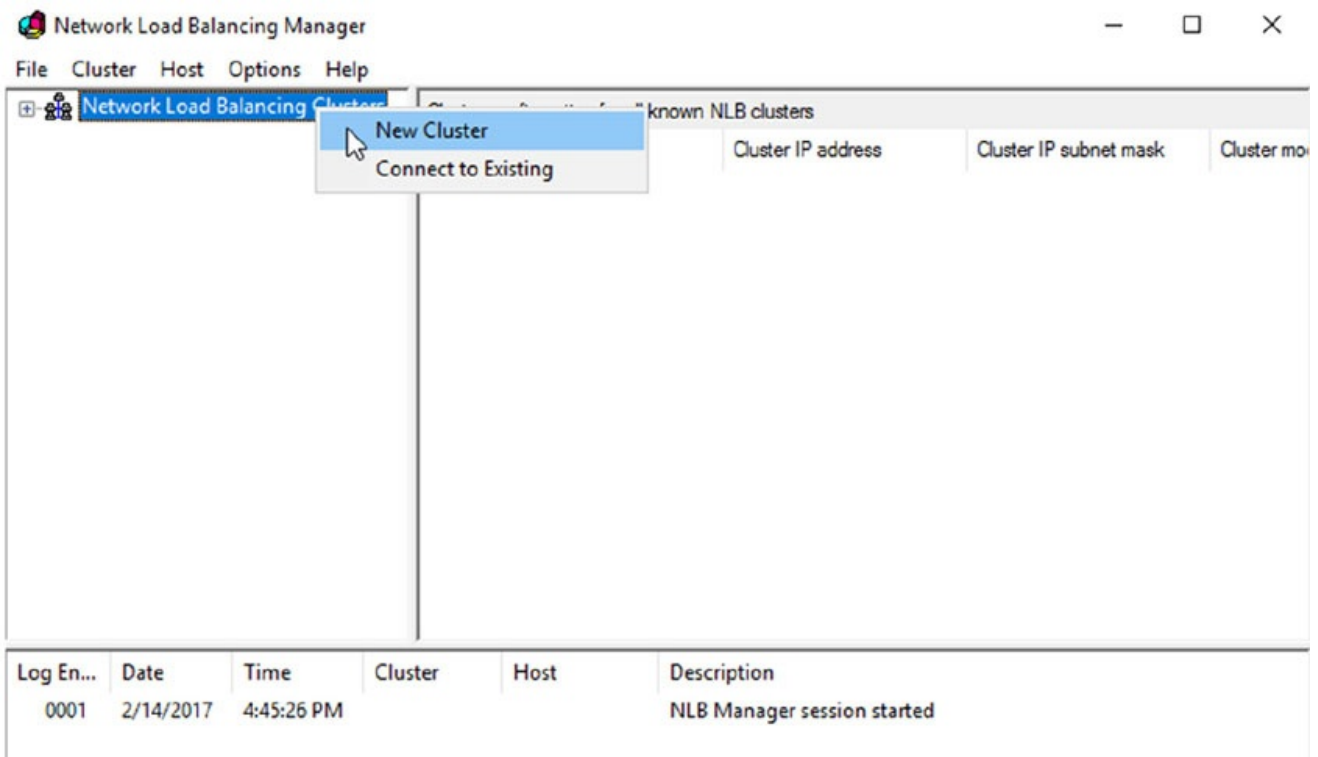 Network Load Balancing Manager
File Cluster Host Options Help
Network Load Balancing
known NLB clusters
New Cluster
Connect to Existing
Cluster IP address Cluster IP subnet mask Cluster mo
Log En... Date Time Cluster Host Description
0001 2/14/2017 4:45:26 PM NLB Manager session started